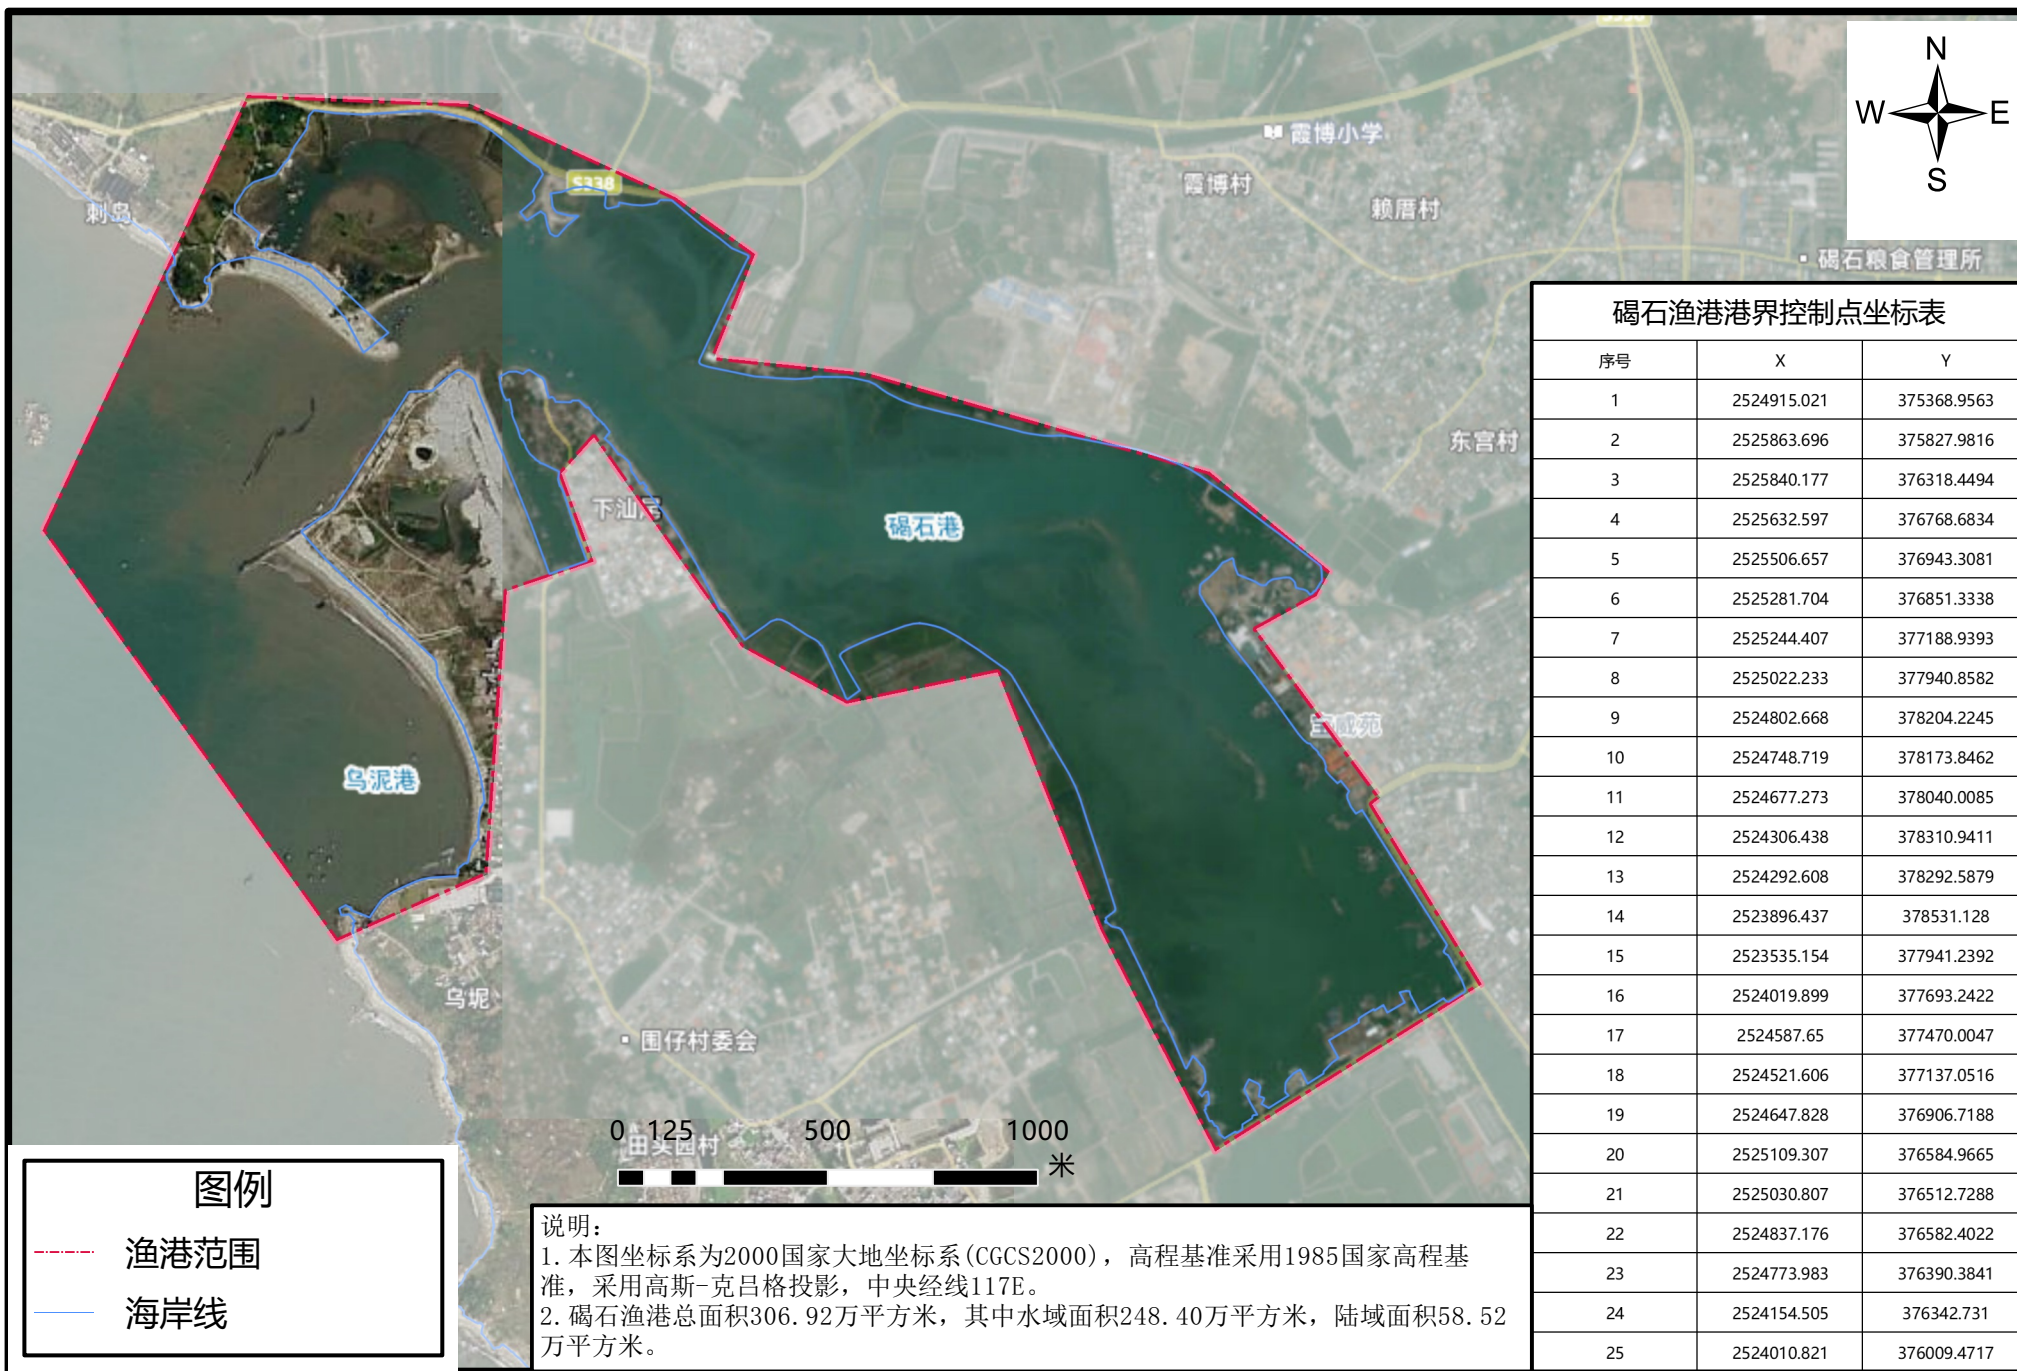 N
W E
S
S338
霞博小学
霞博村
赖厝村
碣石粮食管理所
刺岛
东宫村
下汕尾
碣石港
乌泥港
乌坭
围仔村委会
田头园村
0 125 500 1000
米
图例
渔港范围
海岸线
说明：
1.本图坐标系为2000国家大地坐标系(CGCS2000)，高程基准采用1985国家高程基
准，采用高斯-克吕格投影，中央经线117E。
2.碣石渔港总面积306.92万平方米，其中水域面积248.40万平方米，陆域面积58.52
万平方米。
碣石渔港港界控制点坐标表
序号 X Y
1 2524915.021 375368.9563
2 2525863.696 375827.9816
3 2525840.177 376318.4494
4 2525632.597 376768.6834
5 2525506.657 376943.3081
6 2525281.704 376851.3338
7 2525244.407 377188.9393
8 2525022.233 377940.8582
9 2524802.668 378204.2245
10 2524748.719 378173.8462
11 2524677.273 378040.0085
12 2524306.438 378310.9411
13 2524292.608 378292.5879
14 2523896.437 378531.128
15 2523535.154 377941.2392
16 2524019.899 377693.2422
17 2524587.65 377470.0047
18 2524521.606 377137.0516
19 2524647.828 376906.7188
20 2525109.307 376584.9665
21 2525030.807 376512.7288
22 2524837.176 376582.4022
23 2524773.983 376390.3841
24 2524154.505 376342.731
25 2524010.821 376009.4717